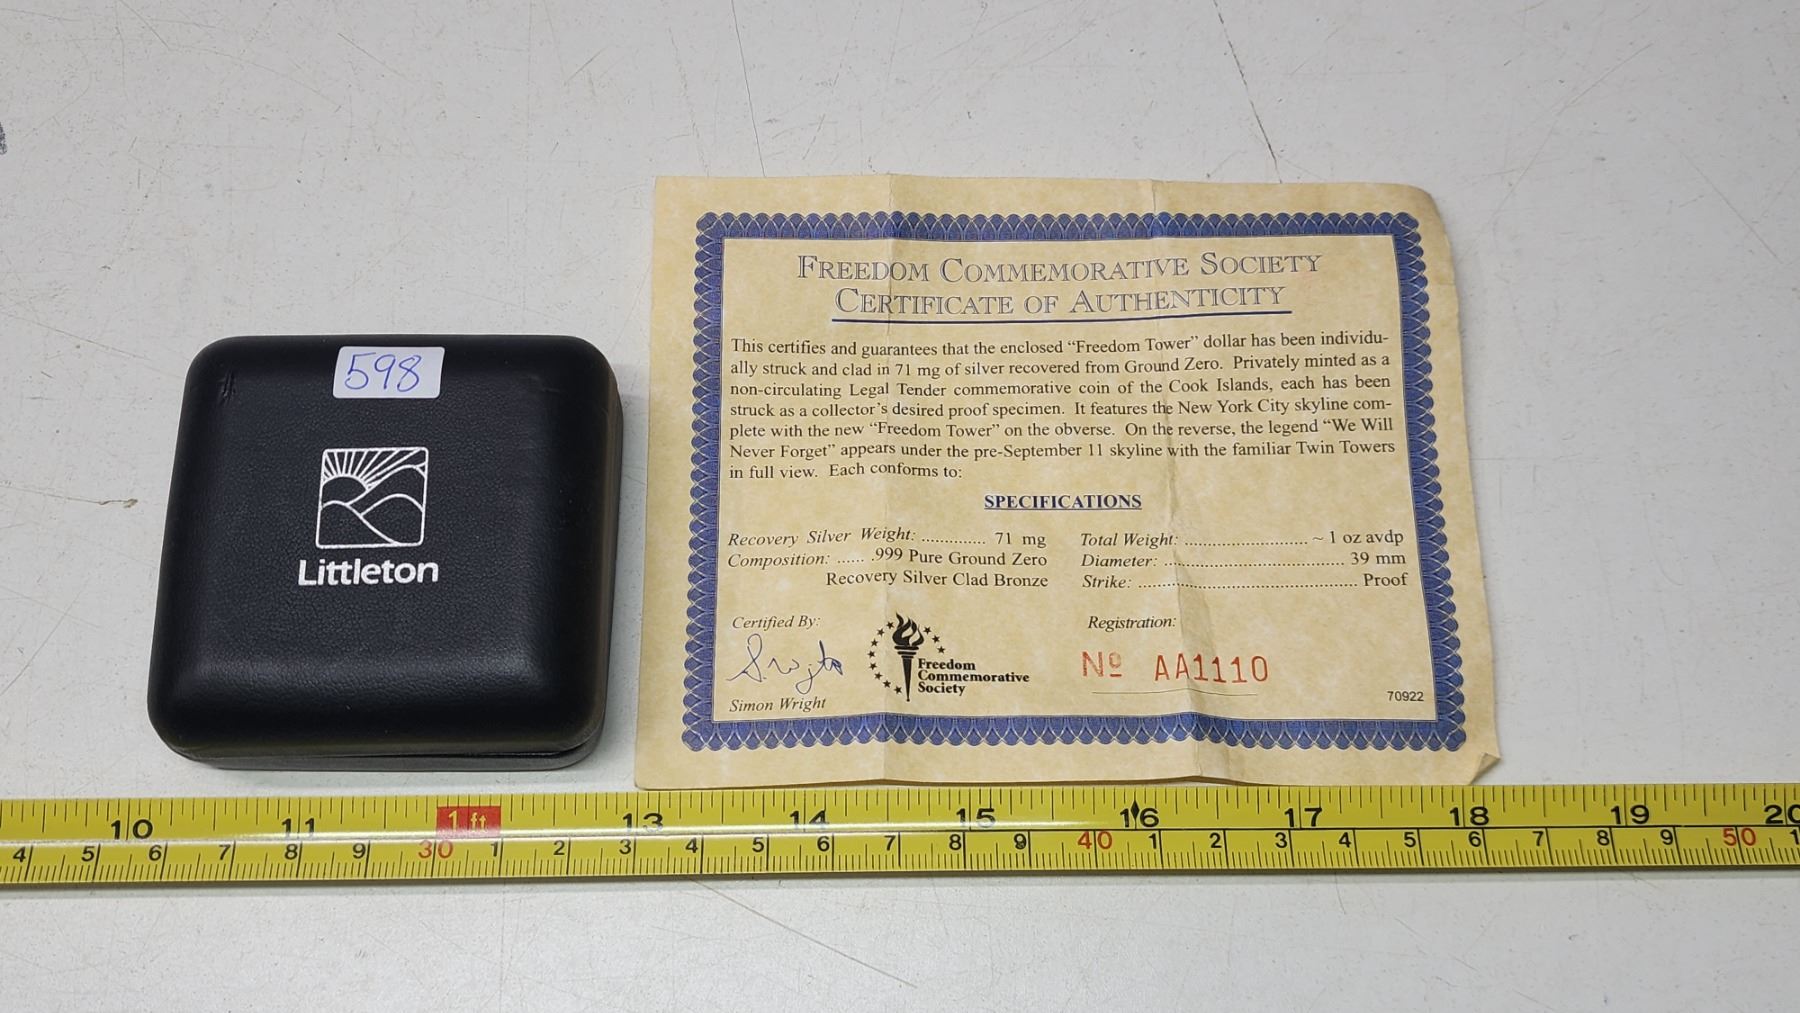 598
Littleton
FREEDOM COMMEMORATIVE SOCIETY
CERTIFICATE OF AUTHENTICITY
This certifies and guarantees that the enclosed “Freedom Tower” dollar has been individu-
ally struck and clad in 71 mg of silver recovered from Ground Zero. Privately minted as a
non-circulating Legal Tender commemorative coin of the Cook Islands, each has been
struck as a collector’s desired proof specimen. It features the New York City skyline com-
plete with the new “Freedom Tower” on the obverse. On the reverse, the legend “We Will
Never Forget” appears under the pre-September 11 skyline with the familiar Twin Towers
in full view. Each conforms to:
SPECIFICATIONS
Recovery Silver Weight: ............. 71 mg
Composition: ...... .999 Pure Ground Zero
Recovery Silver Clad Bronze
Total Weight: ............................ ~ 1 oz avdp
Diameter: ......................................... 39 mm
Strike: ................................................. Proof
Certified By:
Simon Wright
Freedom
Commemorative
Society
Registration:
Nº AA1110
70922
10 11 1 ft 13 14 15 16 17 18 19 20
4 5 6 7 8 9 30 1 2 3 4 5 6 7 8 9 40 1 2 3 4 5 6 7 8 9 50 1